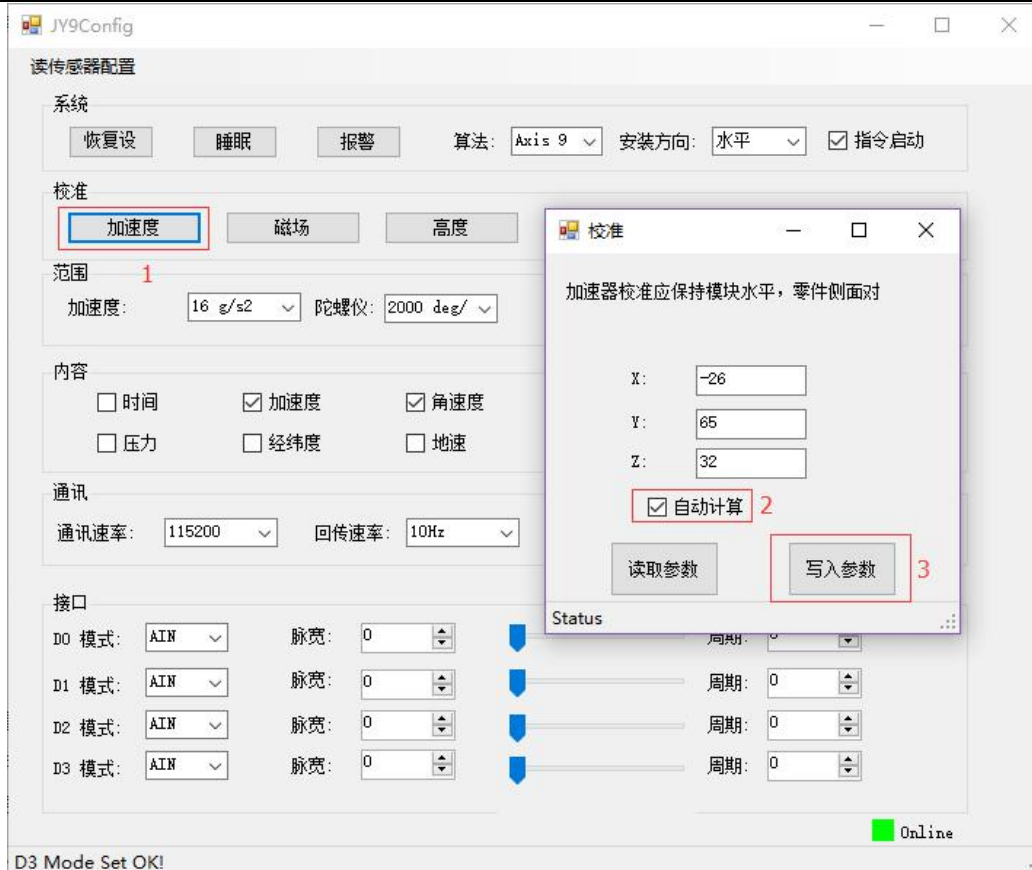 JY9Config
读传感器配置
系统
恢复设 睡眠 报警 算法: Axis 9 安装方向: 水平 指令启动
校准
加速度 磁场 高度
1
范围
加速度: 16 g/s2 陀螺仪: 2000 deg/
内容
时间 加速度 角速度
压力 经纬度 地速
通讯
通讯速率: 115200 回传速率: 10Hz
校准
加速器校准应保持模块水平，零件侧面对
X: -26
Y: 65
Z: 32
自动计算 2
读取参数 写入参数 3
Status
接口
D0 模式: AIN 脉宽: 0 周期: 0
D1 模式: AIN 脉宽: 0 周期: 0
D2 模式: AIN 脉宽: 0 周期: 0
D3 模式: AIN 脉宽: 0 周期: 0
Online
D3 Mode Set OK!